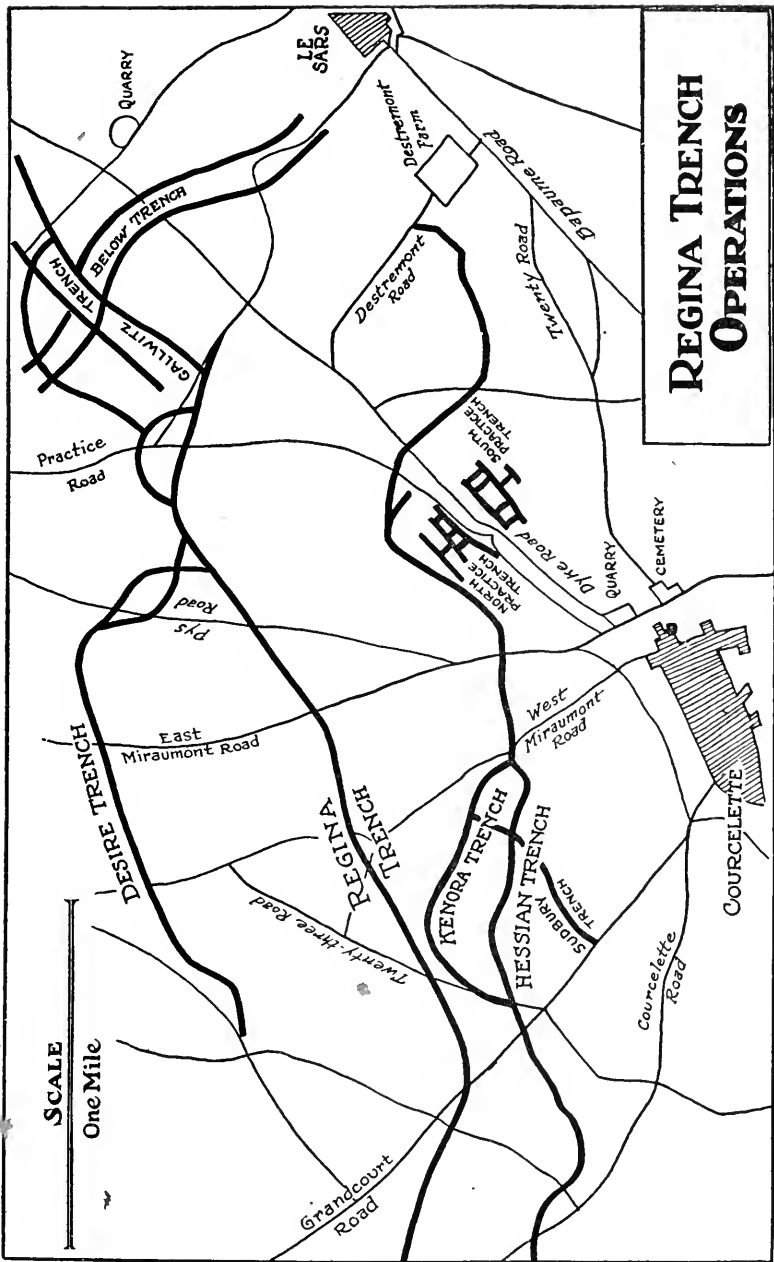 REGINA TRENCH
OPERATIONS
SCALE
One Mile
LE
SARS
QUARRY
Destremont
Farm
Bapaume Road
BELOW TRENCH
TRENCH
GALLWITZ
Destremont
Road
Twenty Road
Practice
Road
SOUTH
PRACTICE
TRENCH
NORTH
PRACTICE
TRENCH
Dyke Road
QUARRY
CEMETERY
Pys
Road
East
Miraumont Road
West
Miraumont
Road
DESIRE TRENCH
REGINA
TRENCH
KENORA TRENCH
HESSIAN TRENCH
SUDBURY
TRENCH
COURCELETTE
Twenty-three Road
Courcelette
Road
Grandcourt
Road